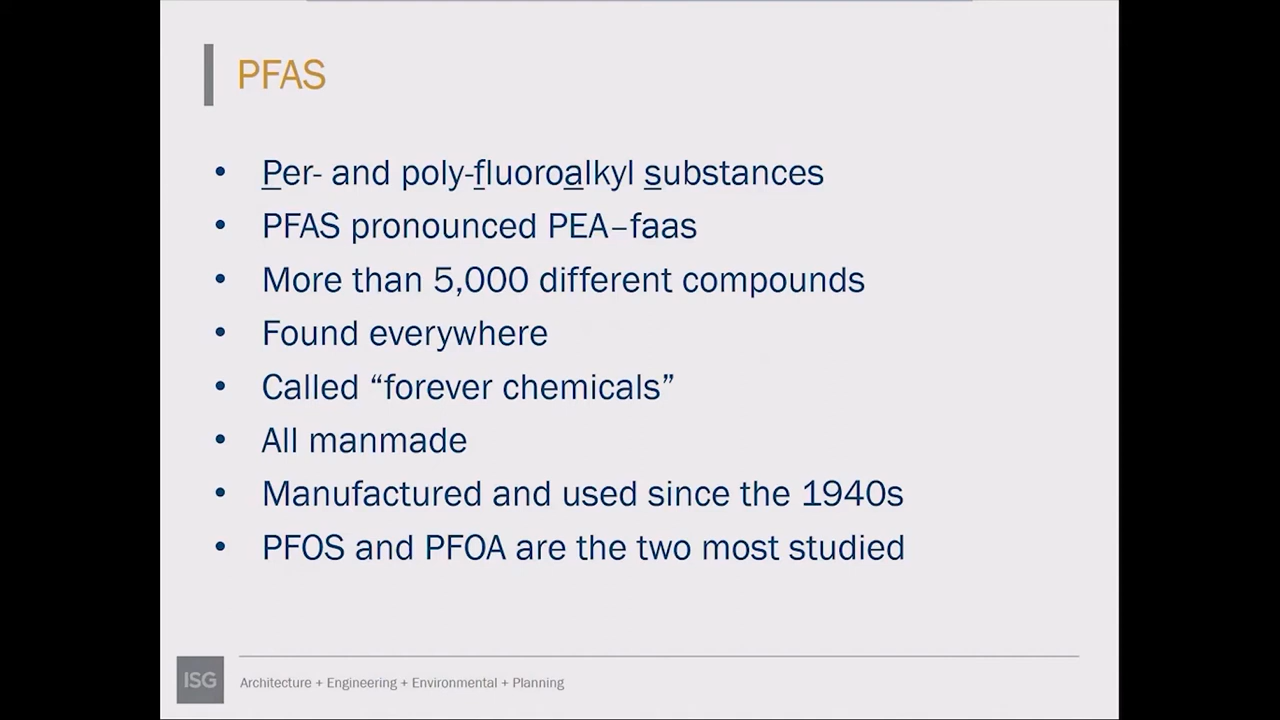 PFAS
• Per- and poly-fluoroalkyl substances
• PFAS pronounced PEA–faas
• More than 5,000 different compounds
• Found everywhere
• Called “forever chemicals”
• All manmade
• Manufactured and used since the 1940s
• PFOS and PFOA are the two most studied
ISG
Architecture + Engineering + Environmental + Planning